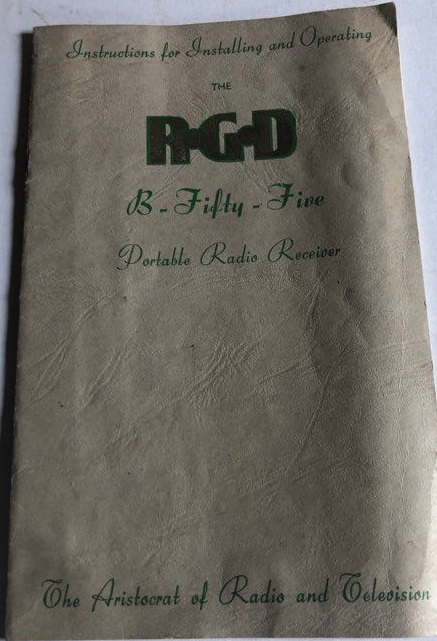 Instructions for Installing and Operating
THE
R·G·D
B-Fifty-Five
Portable Radio Receiver
The Aristocrat of Radio and Television